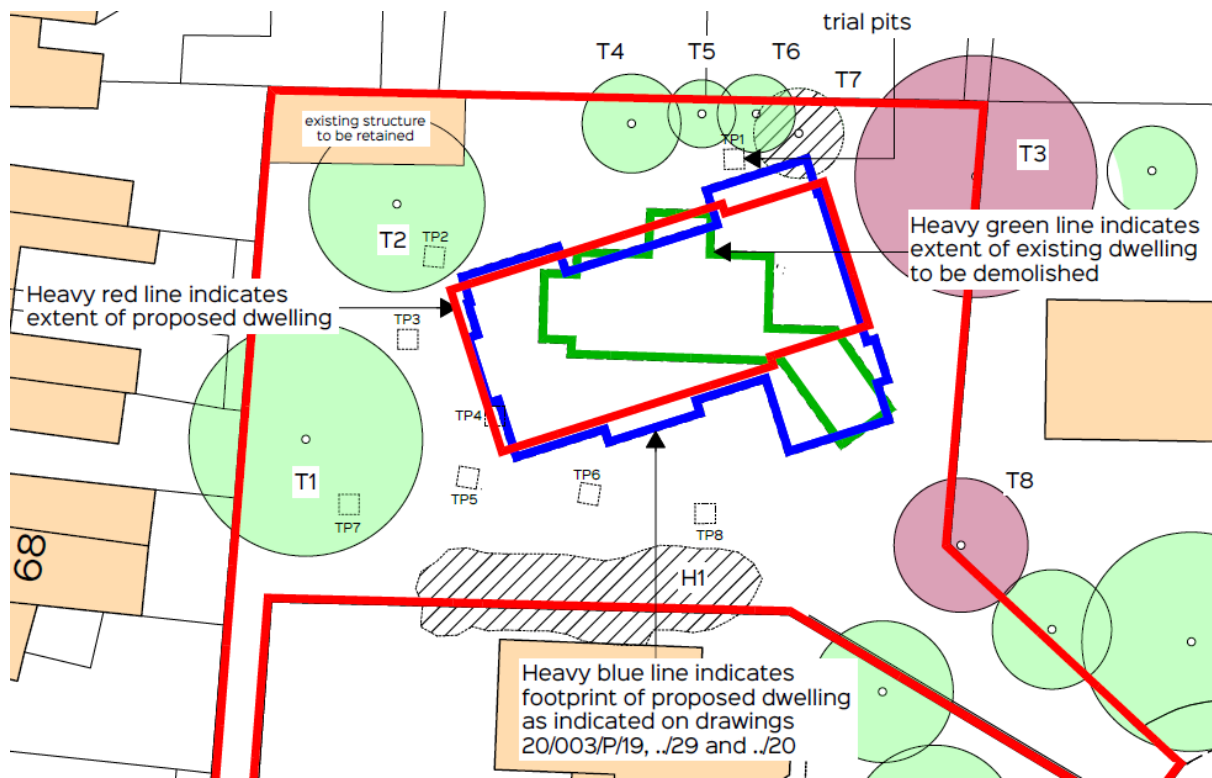 trial pits
T4
T5
T6
T7
existing structure
to be retained
TP1
T3
T2
TP2
Heavy green line indicates
extent of existing dwelling
to be demolished
Heavy red line indicates
extent of proposed dwelling
TP3
TP4
T1
TP5
TP6
T8
TP7
TP8
68
H1
Heavy blue line indicates
footprint of proposed dwelling
as indicated on drawings
20/003/P/19, ../29 and ../20